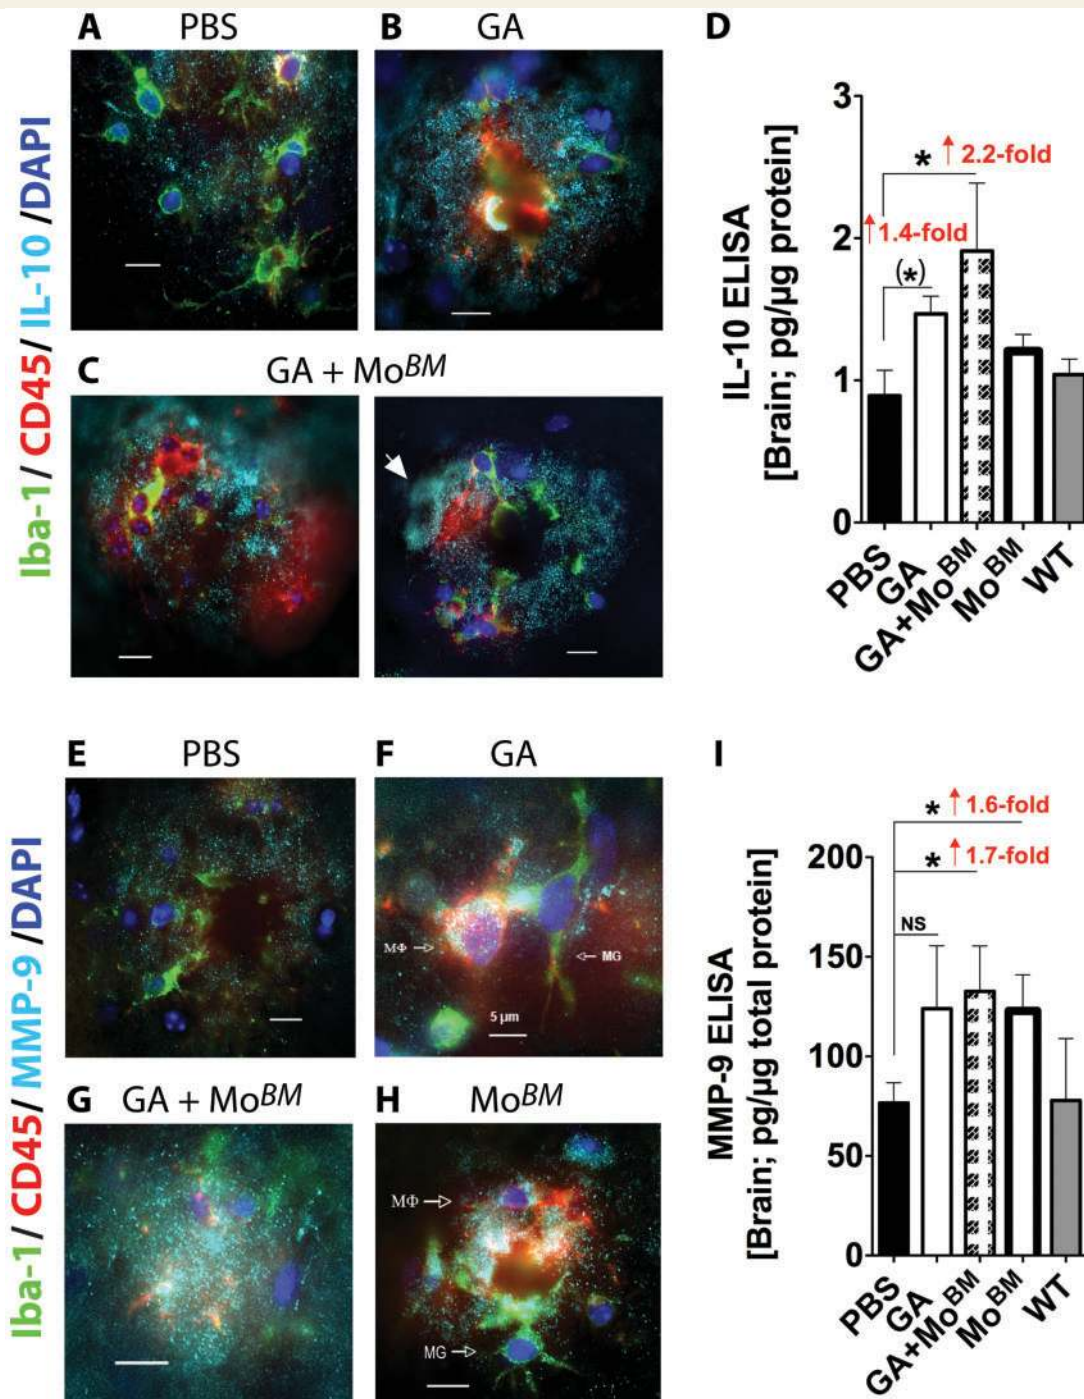 A PBS
B GA
C GA + Mo^BM
Iba-1/ CD45/ IL-10 /DAPI
D
IL-10 ELISA
[Brain; pg/µg protein]
3
2
1
0
* ↑ 2.2-fold
↑ 1.4-fold
(*)
PBS
GA
GA+Mo^BM
Mo^BM
WT
E PBS
F GA
MΦ
MG
5 µm
G GA + Mo^BM
H Mo^BM
MΦ
MG
Iba-1/ CD45/ MMP-9 /DAPI
I
MMP-9 ELISA
[Brain; pg/µg total protein]
200
150
100
50
0
* ↑ 1.6-fold
* ↑ 1.7-fold
NS
PBS
GA
GA+Mo^BM
Mo^BM
WT